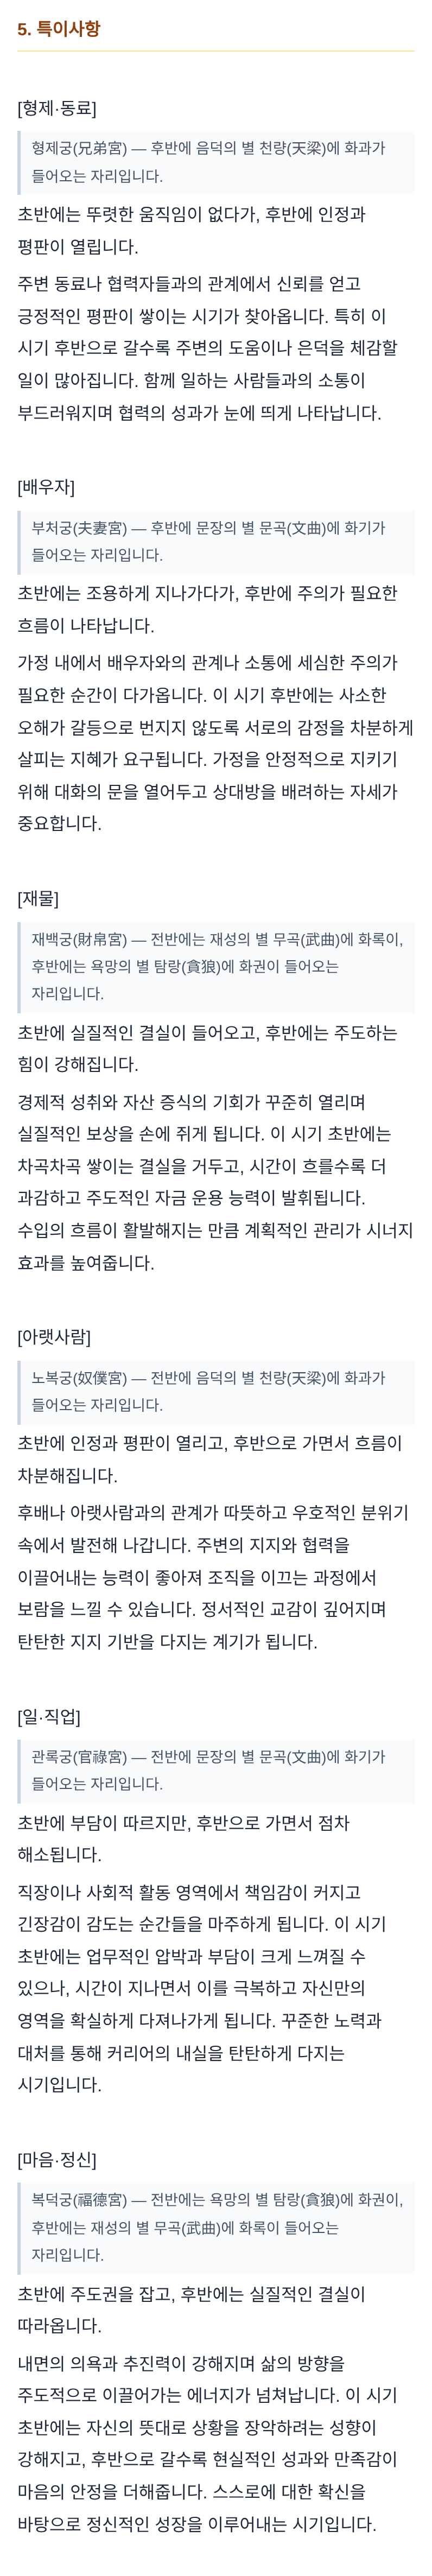 5. 특이사항
[형제·동료]
형제궁(兄弟宮) — 후반에 음덕의 별 천량(天梁)에 화과가
들어오는 자리입니다.
초반에는 뚜렷한 움직임이 없다가, 후반에 인정과
평판이 열립니다.
주변 동료나 협력자들과의 관계에서 신뢰를 얻고
긍정적인 평판이 쌓이는 시기가 찾아옵니다. 특히 이
시기 후반으로 갈수록 주변의 도움이나 은덕을 체감할
일이 많아집니다. 함께 일하는 사람들과의 소통이
부드러워지며 협력의 성과가 눈에 띄게 나타납니다.
[배우자]
부처궁(夫妻宮) — 후반에 문장의 별 문곡(文曲)에 화기가
들어오는 자리입니다.
초반에는 조용하게 지나가다가, 후반에 주의가 필요한
흐름이 나타납니다.
가정 내에서 배우자와의 관계나 소통에 세심한 주의가
필요한 순간이 다가옵니다. 이 시기 후반에는 사소한
오해가 갈등으로 번지지 않도록 서로의 감정을 차분하게
살피는 지혜가 요구됩니다. 가정을 안정적으로 지키기
위해 대화의 문을 열어두고 상대방을 배려하는 자세가
중요합니다.
[재물]
재백궁(財帛宮) — 전반에는 재성의 별 무곡(武曲)에 화록이,
후반에는 욕망의 별 탐랑(貪狼)에 화권이 들어오는
자리입니다.
초반에 실질적인 결실이 들어오고, 후반에는 주도하는
힘이 강해집니다.
경제적 성취와 자산 증식의 기회가 꾸준히 열리며
실질적인 보상을 손에 쥐게 됩니다. 이 시기 초반에는
차곡차곡 쌓이는 결실을 거두고, 시간이 흐를수록 더
과감하고 주도적인 자금 운용 능력이 발휘됩니다.
수입의 흐름이 활발해지는 만큼 계획적인 관리가 시너지
효과를 높여줍니다.
[아랫사람]
노복궁(奴僕宮) — 전반에 음덕의 별 천량(天梁)에 화과가
들어오는 자리입니다.
초반에 인정과 평판이 열리고, 후반으로 가면서 흐름이
차분해집니다.
후배나 아랫사람과의 관계가 따뜻하고 우호적인 분위기
속에서 발전해 나갑니다. 주변의 지지와 협력을
이끌어내는 능력이 좋아져 조직을 이끄는 과정에서
보람을 느낄 수 있습니다. 정서적인 교감이 깊어지며
탄탄한 지지 기반을 다지는 계기가 됩니다.
[일·직업]
관록궁(官祿宮) — 전반에 문장의 별 문곡(文曲)에 화기가
들어오는 자리입니다.
초반에 부담이 따르지만, 후반으로 가면서 점차
해소됩니다.
직장이나 사회적 활동 영역에서 책임감이 커지고
긴장감이 감도는 순간들을 마주하게 됩니다. 이 시기
초반에는 업무적인 압박과 부담이 크게 느껴질 수
있으나, 시간이 지나면서 이를 극복하고 자신만의
영역을 확실하게 다져나가게 됩니다. 꾸준한 노력과
대처를 통해 커리어의 내실을 탄탄하게 다지는
시기입니다.
[마음·정신]
복덕궁(福德宮) — 전반에는 욕망의 별 탐랑(貪狼)에 화권이,
후반에는 재성의 별 무곡(武曲)에 화록이 들어오는
자리입니다.
초반에 주도권을 잡고, 후반에는 실질적인 결실이
따라옵니다.
내면의 의욕과 추진력이 강해지며 삶의 방향을
주도적으로 이끌어가는 에너지가 넘쳐납니다. 이 시기
초반에는 자신의 뜻대로 상황을 장악하려는 성향이
강해지고, 후반으로 갈수록 현실적인 성과와 만족감이
마음의 안정을 더해줍니다. 스스로에 대한 확신을
바탕으로 정신적인 성장을 이루어내는 시기입니다.